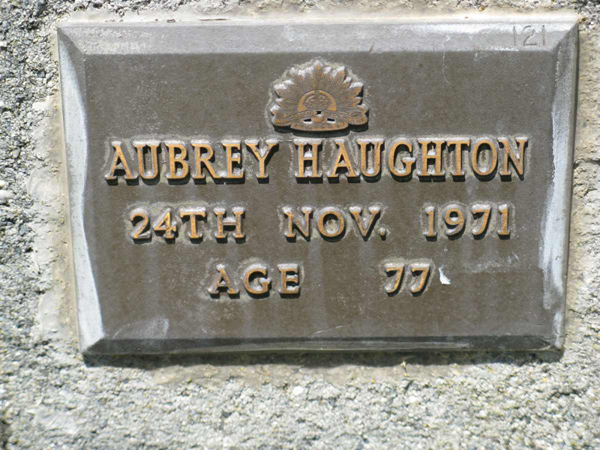 121
AUBREY HAUGHTON
24TH NOV. 1971
AGE 77